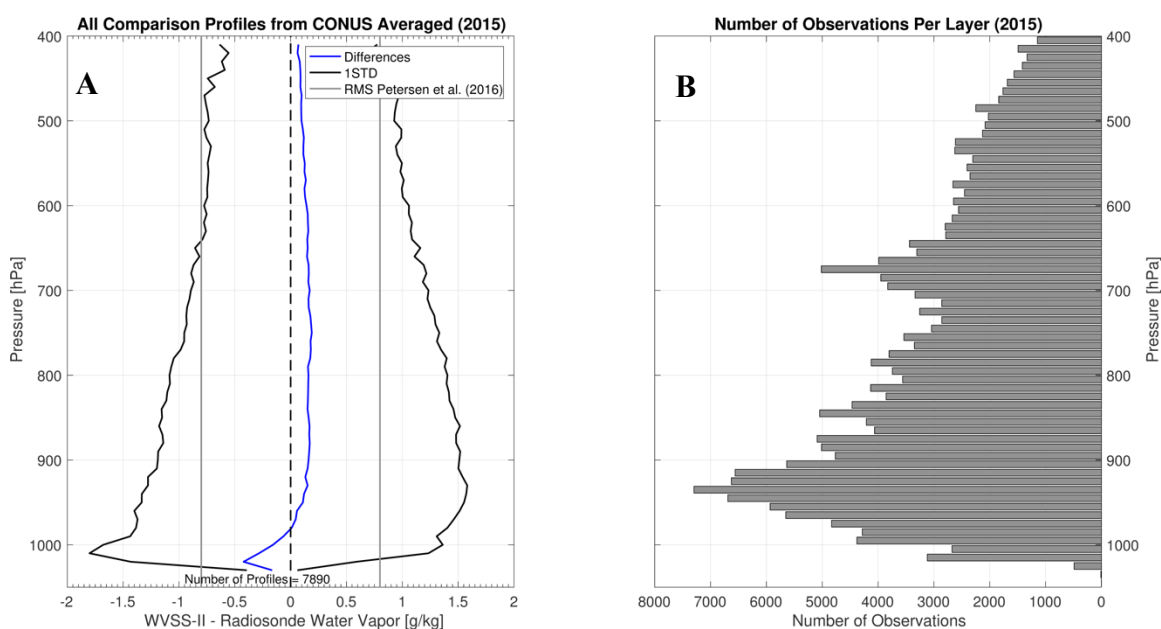 All Comparison Profiles from CONUS Averaged (2015)
A
Differences
1STD
RMS Petersen et al. (2016)
400
500
600
700
800
900
1000
Pressure [hPa]
Number of Profiles = 7890
-2 -1.5 -1 -0.5 0 0.5 1 1.5 2
WVSS-II - Radiosonde Water Vapor [g/kg]
Number of Observations Per Layer (2015)
B
400
500
600
700
800
900
1000
Pressure [hPa]
8000 7000 6000 5000 4000 3000 2000 1000 0
Number of Observations